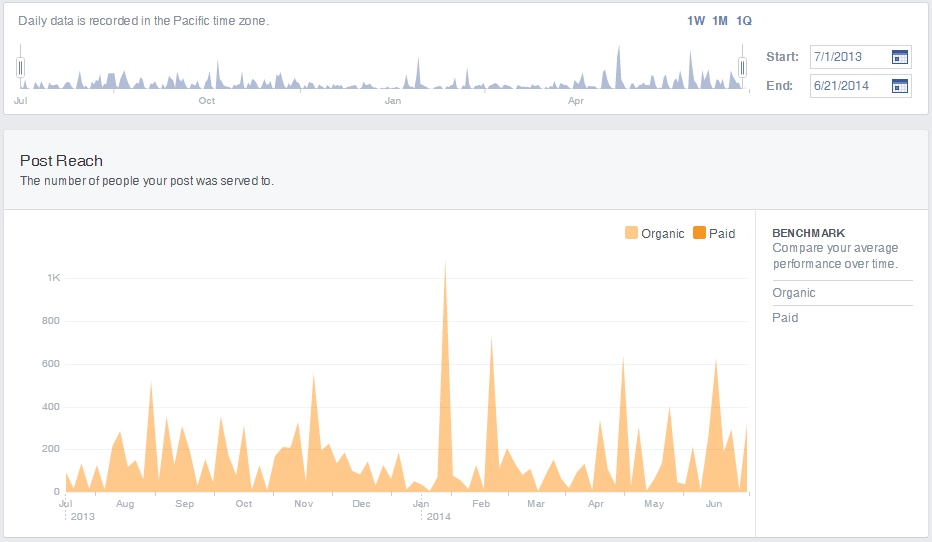 Daily data is recorded in the Pacific time zone.
1W 1M 1Q
Start: 7/1/2013
End: 6/21/2014
Jul Oct Jan Apr
Post Reach
The number of people your post was served to.
Organic Paid
BENCHMARK
Compare your average
performance over time.
Organic
Paid
1K
800
600
400
200
0
Jul Aug Sep Oct Nov Dec Jan Feb Mar Apr May Jun
2013 2014